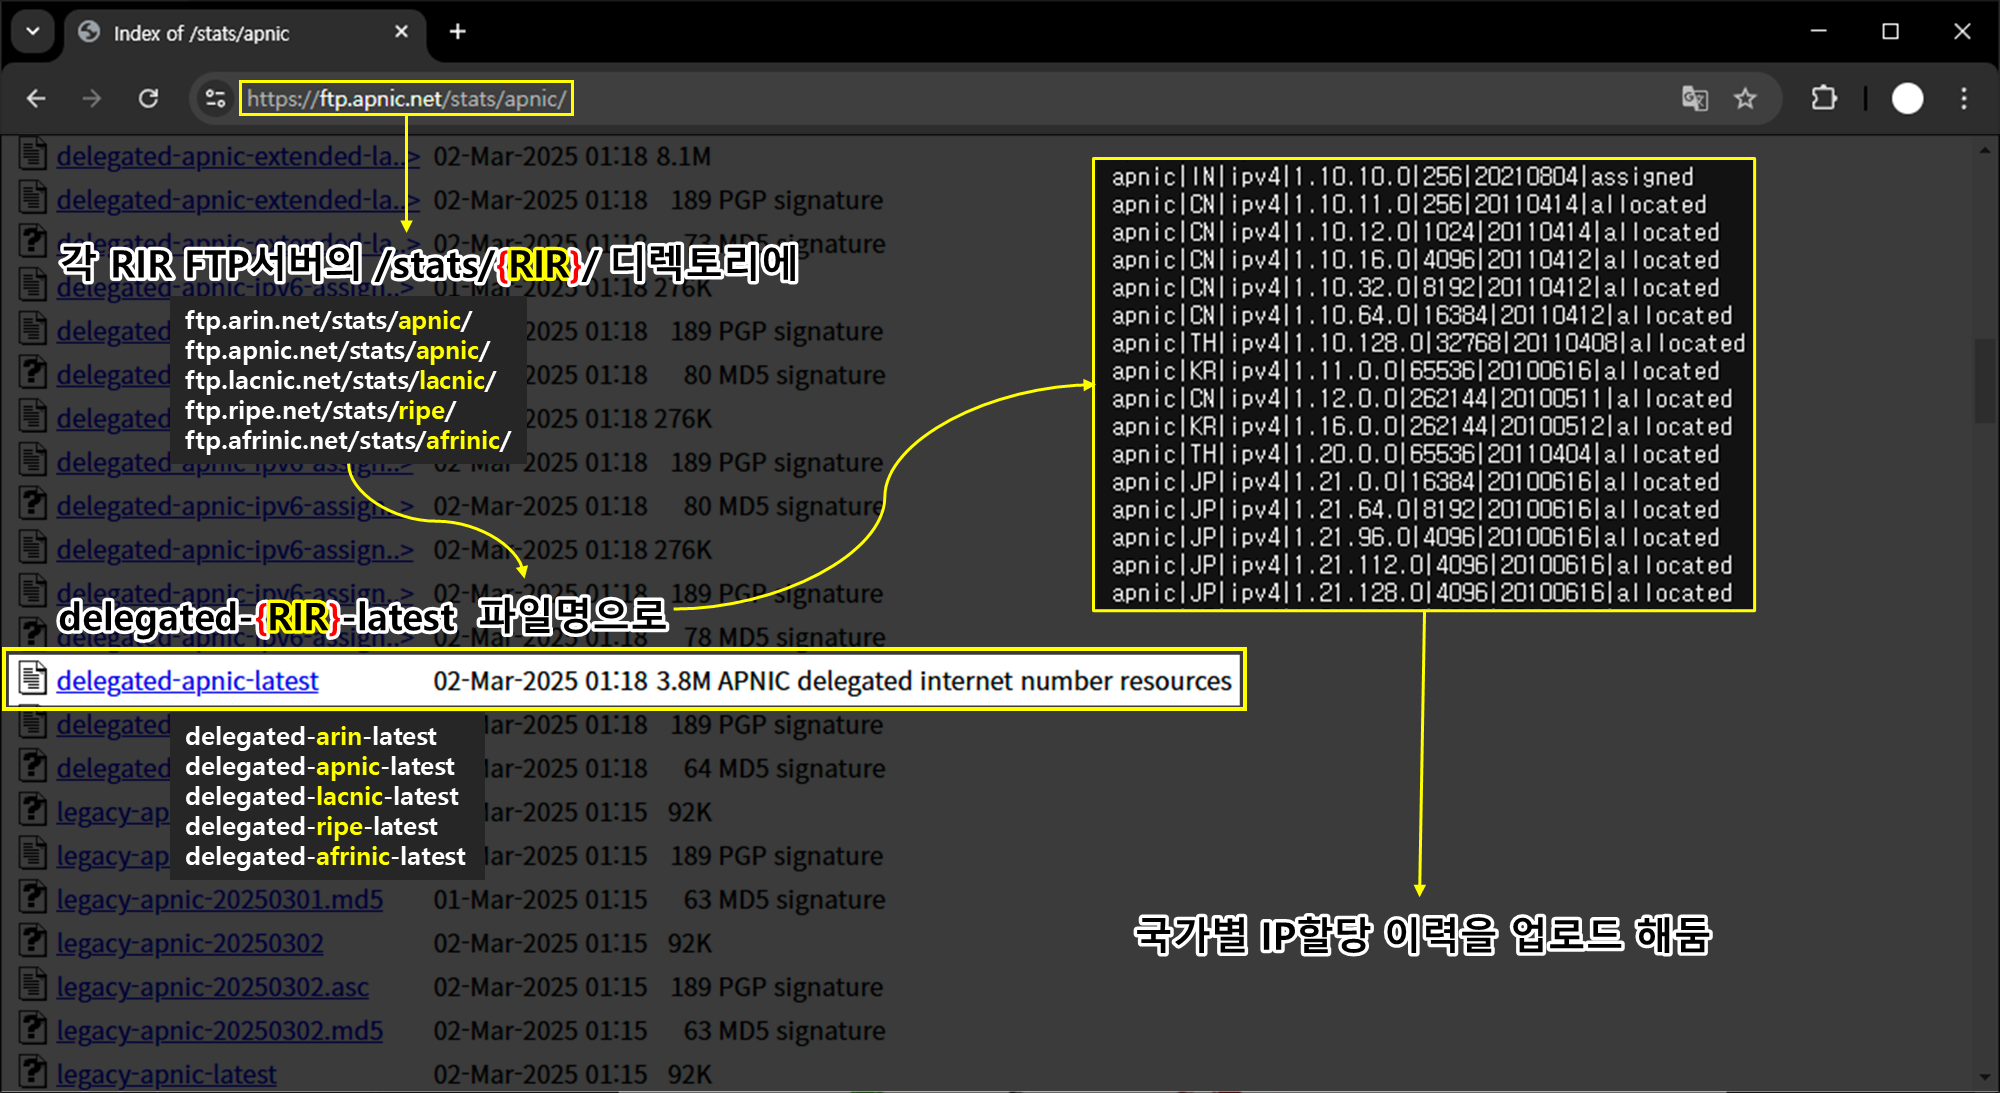 Index of /stats/apnic
https://ftp.apnic.net/stats/apnic/
delegated-apnic-extended-la..> 02-Mar-2025 01:18 8.1M
delegated-apnic-extended-la..> 02-Mar-2025 01:18 189 PGP signature
delegated-apnic-extended-la..> 02-Mar-2025 01:18 73 MD5 signature
각 RIR FTP서버의 /stats/{RIR}/ 디렉토리에
delegated-apnic-ipv6-assign..> 01-Mar-2025 01:18 276K
ftp.arin.net/stats/apnic/
ftp.apnic.net/stats/apnic/
ftp.lacnic.net/stats/lacnic/
ftp.ripe.net/stats/ripe/
ftp.afrinic.net/stats/afrinic/
delegated 2025 01:18 189 PGP signature
delegated 2025 01:18 80 MD5 signature
delegated 2025 01:18 276K
delegated-apnic-ipv6-assign..> 02-Mar-2025 01:18 189 PGP signature
delegated-apnic-ipv6-assign..> 02-Mar-2025 01:18 80 MD5 signature
delegated-apnic-ipv6-assign..> 02-Mar-2025 01:18 276K
delegated-apnic-ipv6-assign..> 02-Mar-2025 01:18 189 PGP signature
delegated-{RIR}-latest 파일명으로
02-Mar-2025 01:18 78 MD5 signature
delegated-apnic-latest 02-Mar-2025 01:18 3.8M APNIC delegated internet number resources
delegated 2025 01:18 189 PGP signature
delegated 2025 01:18 64 MD5 signature
legacy-ap 2025 01:15 92K
legacy-ap 2025 01:15 189 PGP signature
delegated-arin-latest
delegated-apnic-latest
delegated-lacnic-latest
delegated-ripe-latest
delegated-afrinic-latest
legacy-apnic-20250301.md5 01-Mar-2025 01:15 63 MD5 signature
legacy-apnic-20250302 02-Mar-2025 01:15 92K
legacy-apnic-20250302.asc 02-Mar-2025 01:15 189 PGP signature
legacy-apnic-20250302.md5 02-Mar-2025 01:15 63 MD5 signature
legacy-apnic-latest 02-Mar-2025 01:15 92K
apnic|IN|ipv4|1.10.10.0|256|20210804|assigned
apnic|CN|ipv4|1.10.11.0|256|20110414|allocated
apnic|CN|ipv4|1.10.12.0|1024|20110414|allocated
apnic|CN|ipv4|1.10.16.0|4096|20110412|allocated
apnic|CN|ipv4|1.10.32.0|8192|20110412|allocated
apnic|CN|ipv4|1.10.64.0|16384|20110412|allocated
apnic|TH|ipv4|1.10.128.0|32768|20110408|allocated
apnic|KR|ipv4|1.11.0.0|65536|20100616|allocated
apnic|CN|ipv4|1.12.0.0|262144|20100511|allocated
apnic|KR|ipv4|1.16.0.0|262144|20100512|allocated
apnic|TH|ipv4|1.20.0.0|65536|20110404|allocated
apnic|JP|ipv4|1.21.0.0|16384|20100616|allocated
apnic|JP|ipv4|1.21.64.0|8192|20100616|allocated
apnic|JP|ipv4|1.21.96.0|4096|20100616|allocated
apnic|JP|ipv4|1.21.112.0|4096|20100616|allocated
apnic|JP|ipv4|1.21.128.0|4096|20100616|allocated
국가별 IP할당 이력을 업로드 해둠